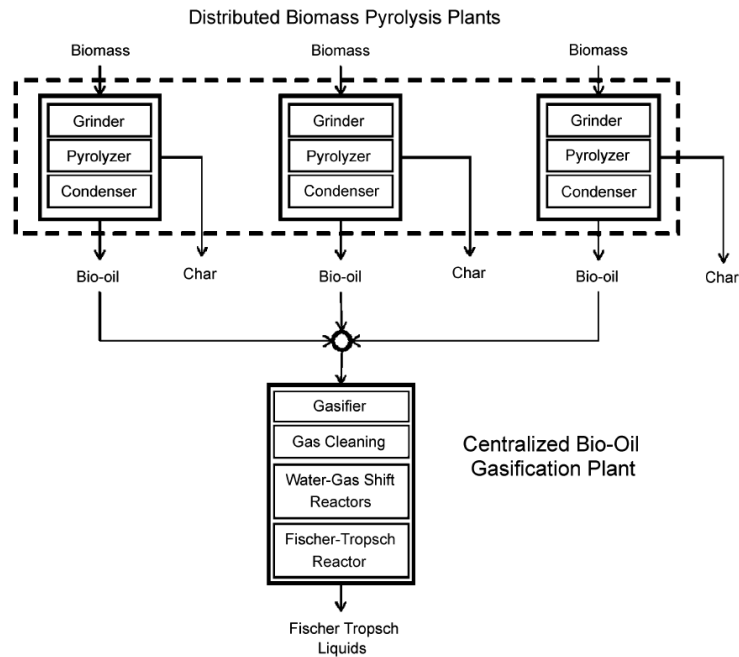 Distributed Biomass Pyrolysis Plants
Biomass
Biomass
Biomass
Grinder
Pyrolyzer
Condenser
Grinder
Pyrolyzer
Condenser
Grinder
Pyrolyzer
Condenser
Bio-oil
Char
Bio-oil
Char
Bio-oil
Char
Gasifier
Gas Cleaning
Water-Gas Shift
Reactors
Fischer-Tropsch
Reactor
Centralized Bio-Oil
Gasification Plant
Fischer Tropsch
Liquids